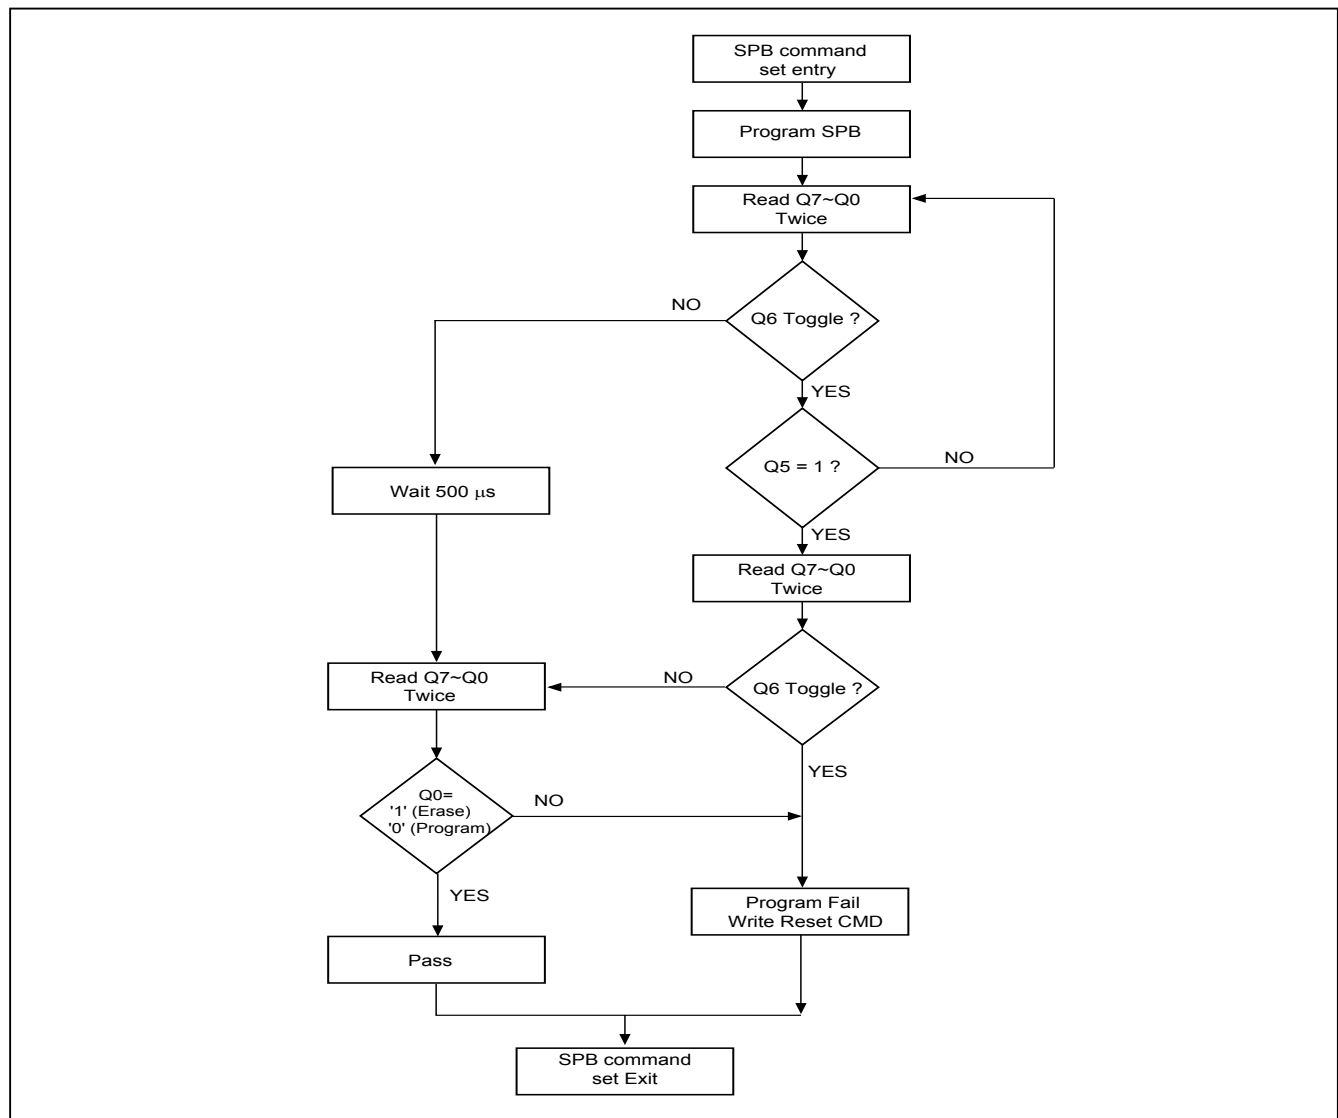 SPB command
set entry
Program SPB
Read Q7~Q0
Twice
NO
Q6 Toggle ?
YES
Q5 = 1 ?
NO
Wait 500 μs
YES
Read Q7~Q0
Twice
Read Q7~Q0
Twice
NO
Q6 Toggle ?
YES
Q0=
'1' (Erase)
'0' (Program)
NO
YES
Program Fail
Write Reset CMD
Pass
SPB command
set Exit